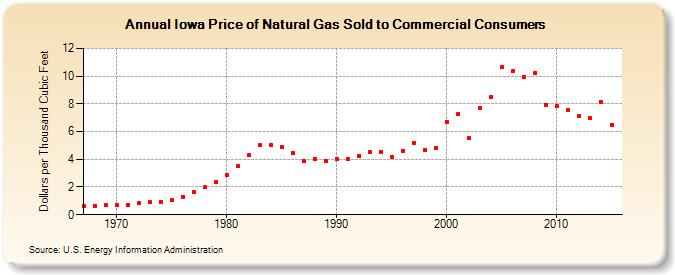 Annual Iowa Price of Natural Gas Sold to Commercial Consumers
Dollars per Thousand Cubic Feet
12
10
8
6
4
2
0
1970 1980 1990 2000 2010
Source: U.S. Energy Information Administration